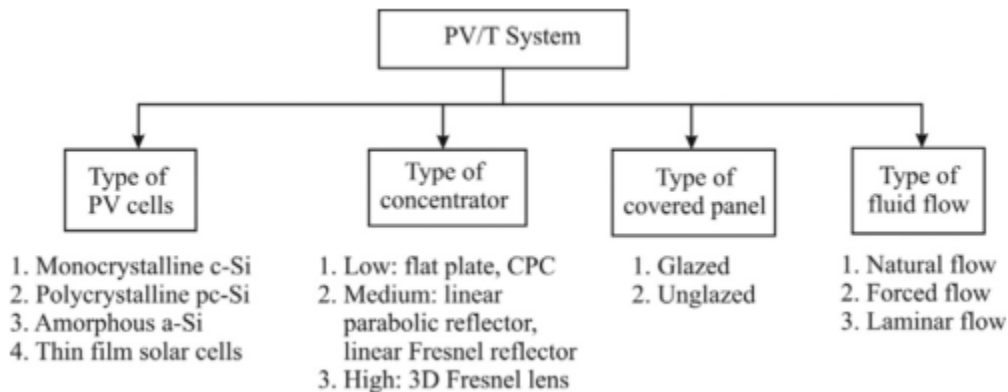 PV/T System
Type of
PV cells
1. Monocrystalline c-Si
2. Polycrystalline pc-Si
3. Amorphous a-Si
4. Thin film solar cells
Type of
concentrator
1. Low: flat plate, CPC
2. Medium: linear
parabolic reflector,
linear Fresnel reflector
3. High: 3D Fresnel lens
Type of
covered panel
1. Glazed
2. Unglazed
Type of
fluid flow
1. Natural flow
2. Forced flow
3. Laminar flow